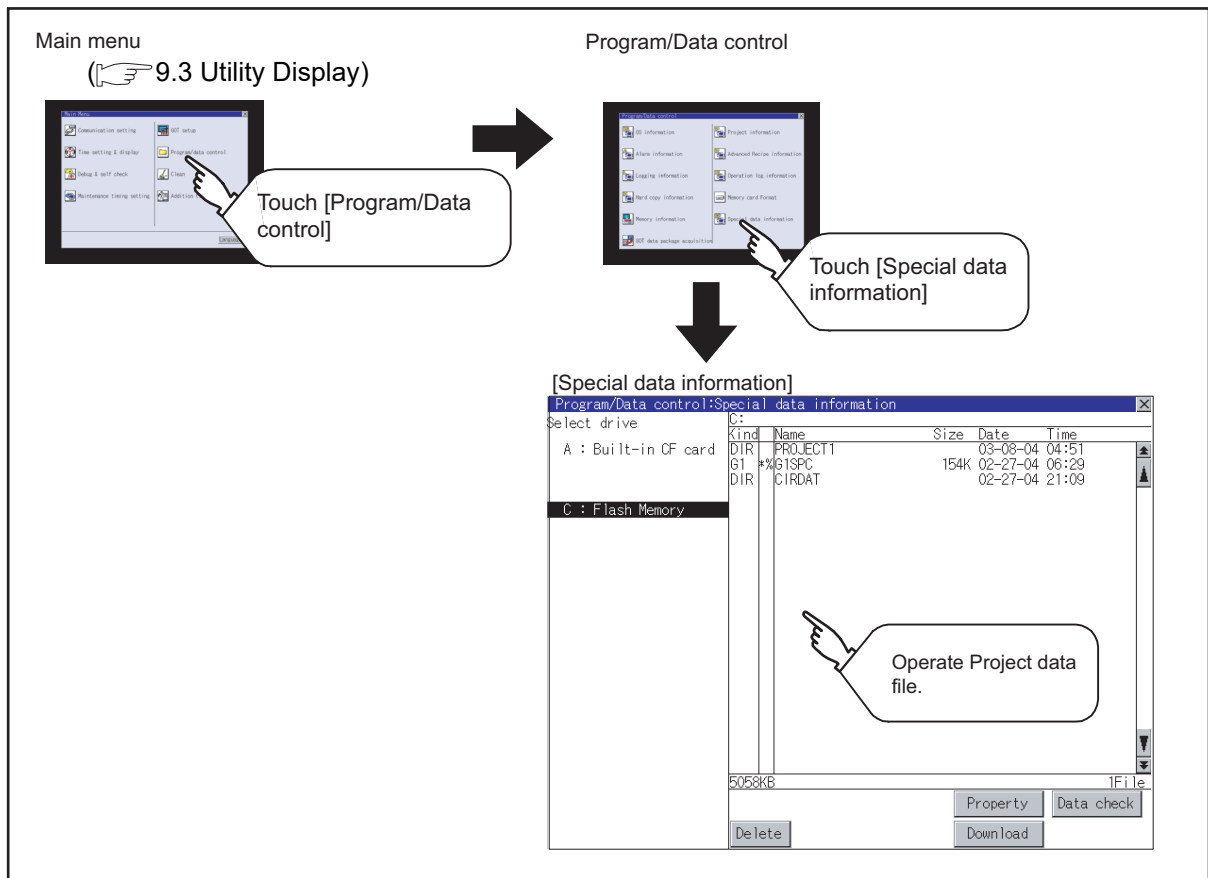 Main menu
(9.3 Utility Display)
Main Menu
Communication setting
GOT setup
Time setting & display
Program/data control
Debug & self check
Clean
Maintenance timing setting
Addition
Language
Touch [Program/Data
control]
Program/Data control
Program/Data control
OS information
Project information
Alarm information
Advanced Recipe information
Logging information
Operation log information
Hard copy information
Memory card Format
Memory information
Special data information
GOT data package acquisition
Touch [Special data
information]
[Special data information]
Program/Data control:Special data information
Select drive
A : Built-in CF card
C : Flash Memory
C:
Kind Name Size Date Time
DIR PROJECT1 03-08-04 04:51
G1 *%G1SPC 154K 02-27-04 06:29
DIR CIRDAT 02-27-04 21:09
Operate Project data
file.
5058KB 1File
Property Data check
Delete Download